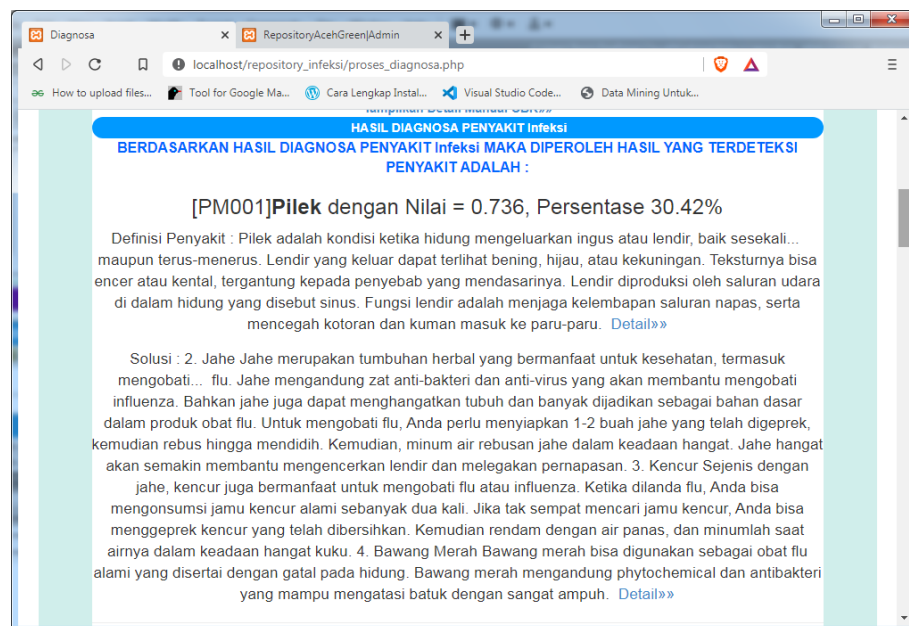 Diagnosa
RepositoryAcehGreen|Admin
localhost/repository_infeksi/proses_diagnosa.php
How to upload files...
Tool for Google Ma...
Cara Lengkap Instal...
Visual Studio Code...
Data Mining Untuk...
HASIL DIAGNOSA PENYAKIT Infeksi
BERDASARKAN HASIL DIAGNOSA PENYAKIT Infeksi MAKA DIPEROLEH HASIL YANG TERDETEKSI
PENYAKIT ADALAH :
[PM001]Pilek dengan Nilai = 0.736, Persentase 30.42%
Definisi Penyakit : Pilek adalah kondisi ketika hidung mengeluarkan ingus atau lendir, baik sesekali...
maupun terus-menerus. Lendir yang keluar dapat terlihat bening, hijau, atau kekuningan. Teksturnya bisa
encer atau kental, tergantung kepada penyebab yang mendasarinya. Lendir diproduksi oleh saluran udara
di dalam hidung yang disebut sinus. Fungsi lendir adalah menjaga kelembapan saluran napas, serta
mencegah kotoran dan kuman masuk ke paru-paru. Detail»»
Solusi : 2. Jahe Jahe merupakan tumbuhan herbal yang bermanfaat untuk kesehatan, termasuk
mengobati... flu. Jahe mengandung zat anti-bakteri dan anti-virus yang akan membantu mengobati
influenza. Bahkan jahe juga dapat menghangatkan tubuh dan banyak dijadikan sebagai bahan dasar
dalam produk obat flu. Untuk mengobati flu, Anda perlu menyiapkan 1-2 buah jahe yang telah digeprek,
kemudian rebus hingga mendidih. Kemudian, minum air rebusan jahe dalam keadaan hangat. Jahe hangat
akan semakin membantu mengencerkan lendir dan melegakan pernapasan. 3. Kencur Sejenis dengan
jahe, kencur juga bermanfaat untuk mengobati flu atau influenza. Ketika dilanda flu, Anda bisa
mengonsumsi jamu kencur alami sebanyak dua kali. Jika tak sempat mencari jamu kencur, Anda bisa
menggeprek kencur yang telah dibersihkan. Kemudian rendam dengan air panas, dan minumlah saat
airnya dalam keadaan hangat kuku. 4. Bawang Merah Bawang merah bisa digunakan sebagai obat flu
alami yang disertai dengan gatal pada hidung. Bawang merah mengandung phytochemical dan antibakteri
yang mampu mengatasi batuk dengan sangat ampuh. Detail»»